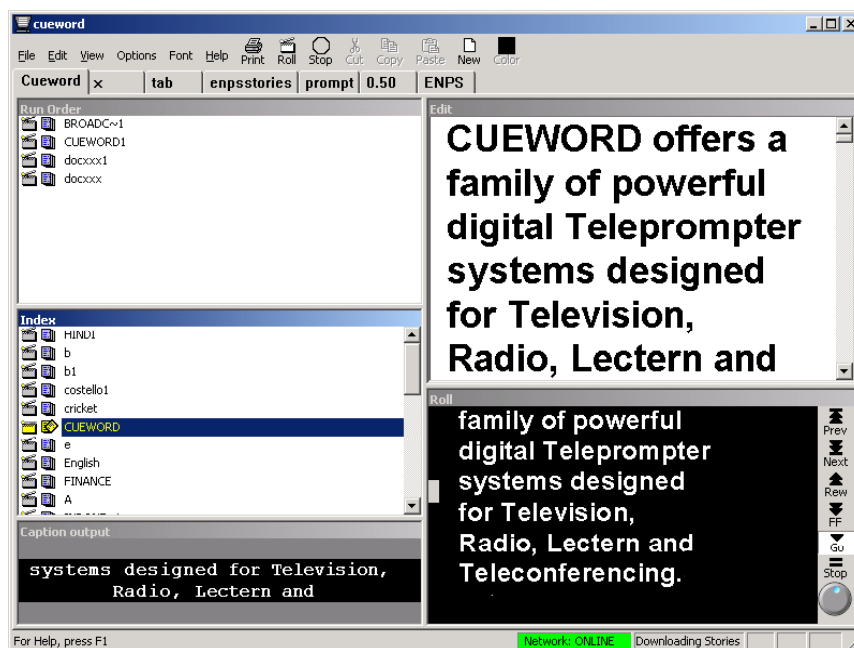 cueword
File Edit View Options Font Help Print Roll Stop Cut Copy Paste New Color
Cueword x tab enpsstories prompt 0.50 ENPS
Run Order
BROADC~1
CUEWORD1
docxxx1
docxxx
Index
HINDI
b
b1
costello1
cricket
CUEWORD
e
English
FINANCE
A
Caption output
systems designed for Television,
Radio, Lectern and
Edit
CUEWORD offers a
family of powerful
digital Teleprompter
systems designed
for Television,
Radio, Lectern and
Roll
family of powerful
digital Teleprompter
systems designed
for Television,
Radio, Lectern and
Teleconferencing.
Prev
Next
Rew
FF
Go
Stop
For Help, press F1
Network: ONLINE Downloading Stories